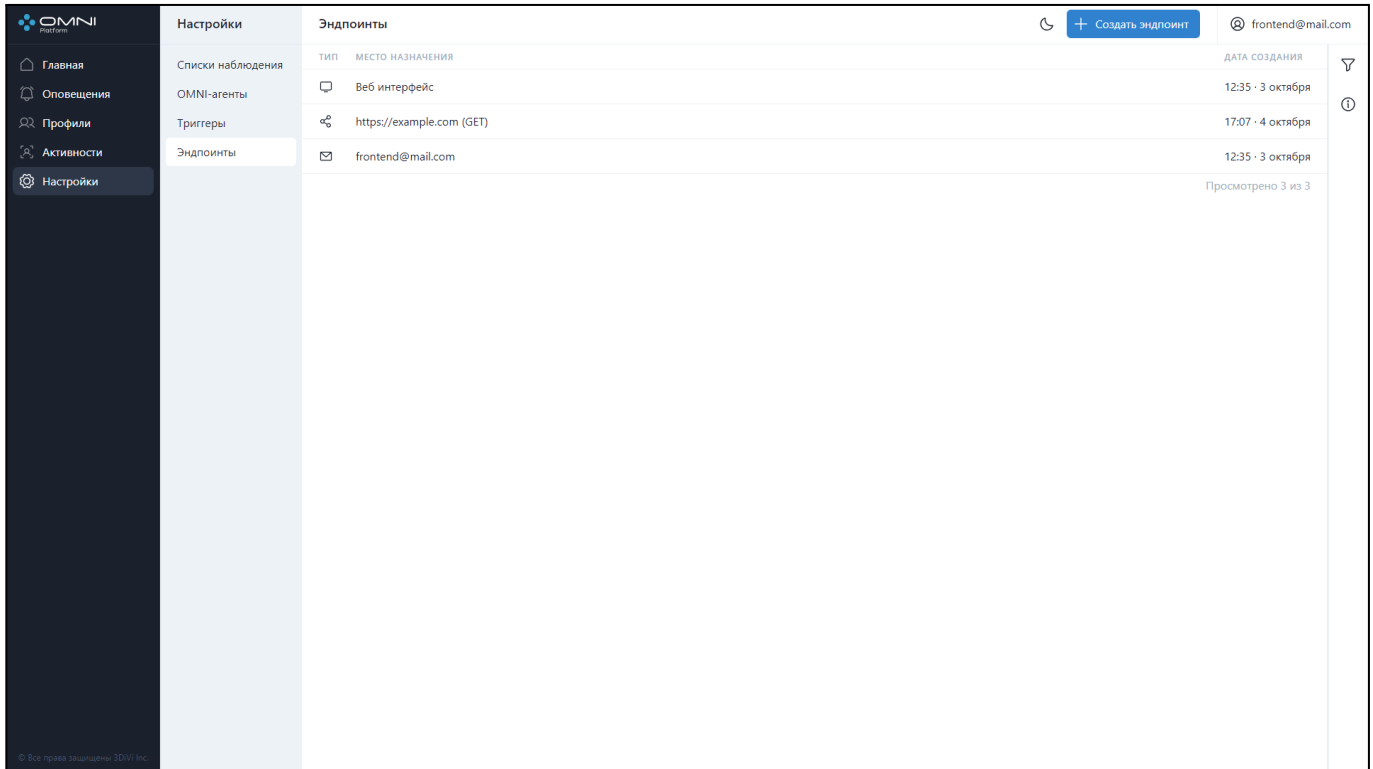 OMNI
Platform
Главная
Оповещения
Профили
Активности
Настройки
© Все права защищены 3DiVi Inc.
Настройки
Списки наблюдения
OMNI-агенты
Триггеры
Эндпоинты
Эндпоинты
Создать эндпоинт
frontend@mail.com
ТИП МЕСТО НАЗНАЧЕНИЯ ДАТА СОЗДАНИЯ
Веб интерфейс 12:35 · 3 октября
https://example.com (GET) 17:07 · 4 октября
frontend@mail.com 12:35 · 3 октября
Просмотрено 3 из 3